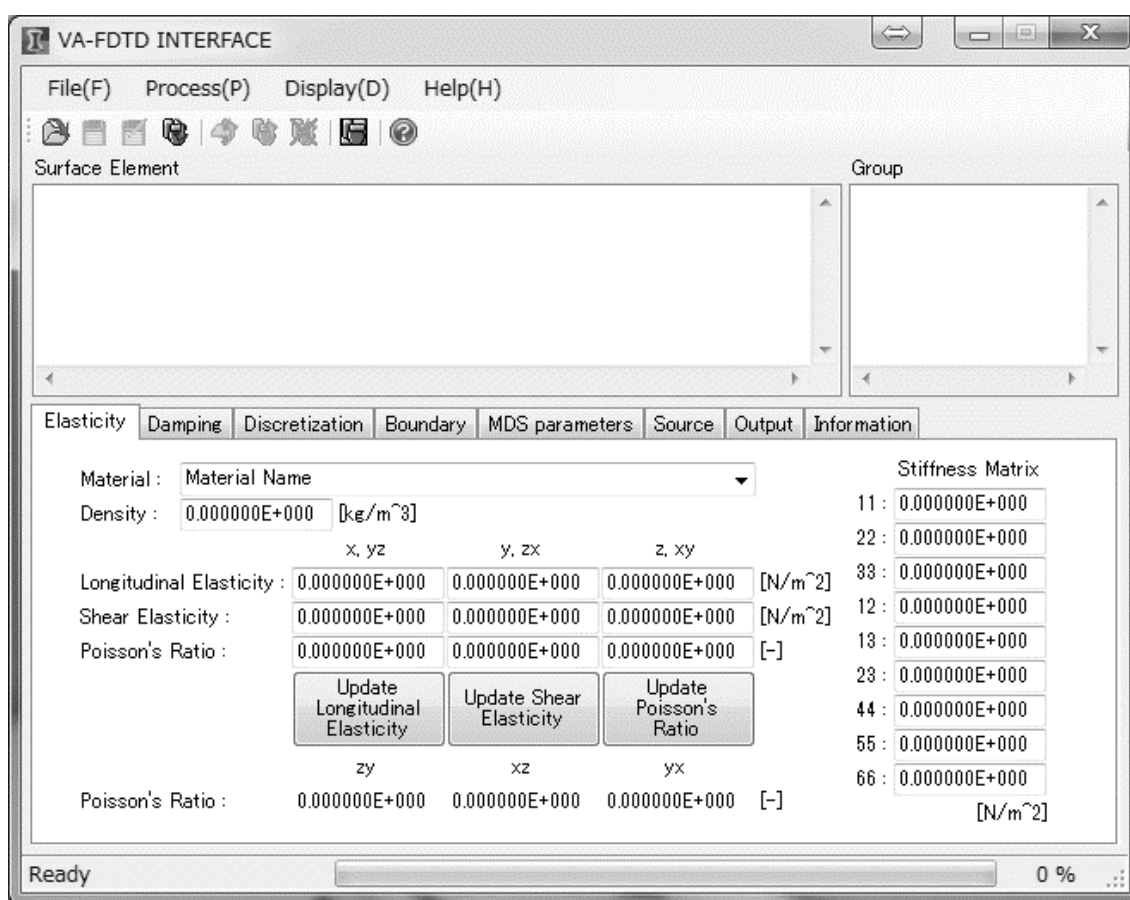 VA-FDTD INTERFACE
File(F) Process(P) Display(D) Help(H)
Surface Element Group
Elasticity Damping Discretization Boundary MDS parameters Source Output Information
Material : Material Name
Density : 0.000000E+000 [kg/m^3]
x, yz y, zx z, xy
Longitudinal Elasticity : 0.000000E+000 0.000000E+000 0.000000E+000 [N/m^2]
Shear Elasticity : 0.000000E+000 0.000000E+000 0.000000E+000 [N/m^2]
Poisson's Ratio : 0.000000E+000 0.000000E+000 0.000000E+000 [-]
Update Longitudinal Elasticity Update Shear Elasticity Update Poisson's Ratio
zy xz yx
Poisson's Ratio : 0.000000E+000 0.000000E+000 0.000000E+000 [-]
Stiffness Matrix
11 : 0.000000E+000
22 : 0.000000E+000
33 : 0.000000E+000
12 : 0.000000E+000
13 : 0.000000E+000
23 : 0.000000E+000
44 : 0.000000E+000
55 : 0.000000E+000
66 : 0.000000E+000
[N/m^2]
Ready 0 %